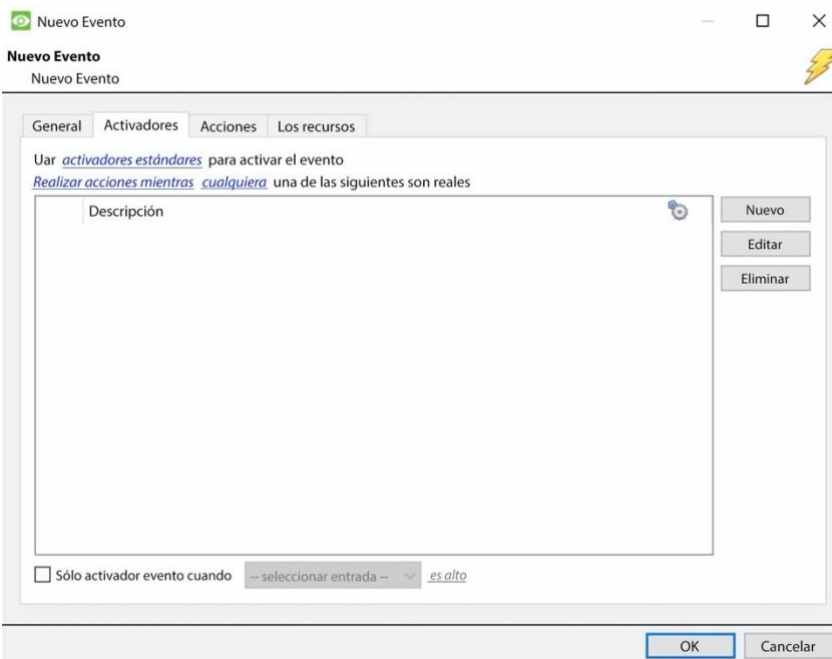 Nuevo Evento
Nuevo Evento
Nuevo Evento
General Activadores Acciones Los recursos
Uar activadores estándares para activar el evento
Realizar acciones mientras cualquiera una de las siguientes son reales
Descripción
Nuevo
Editar
Eliminar
Sólo activador evento cuando -- seleccionar entrada -- es alto
OK Cancelar